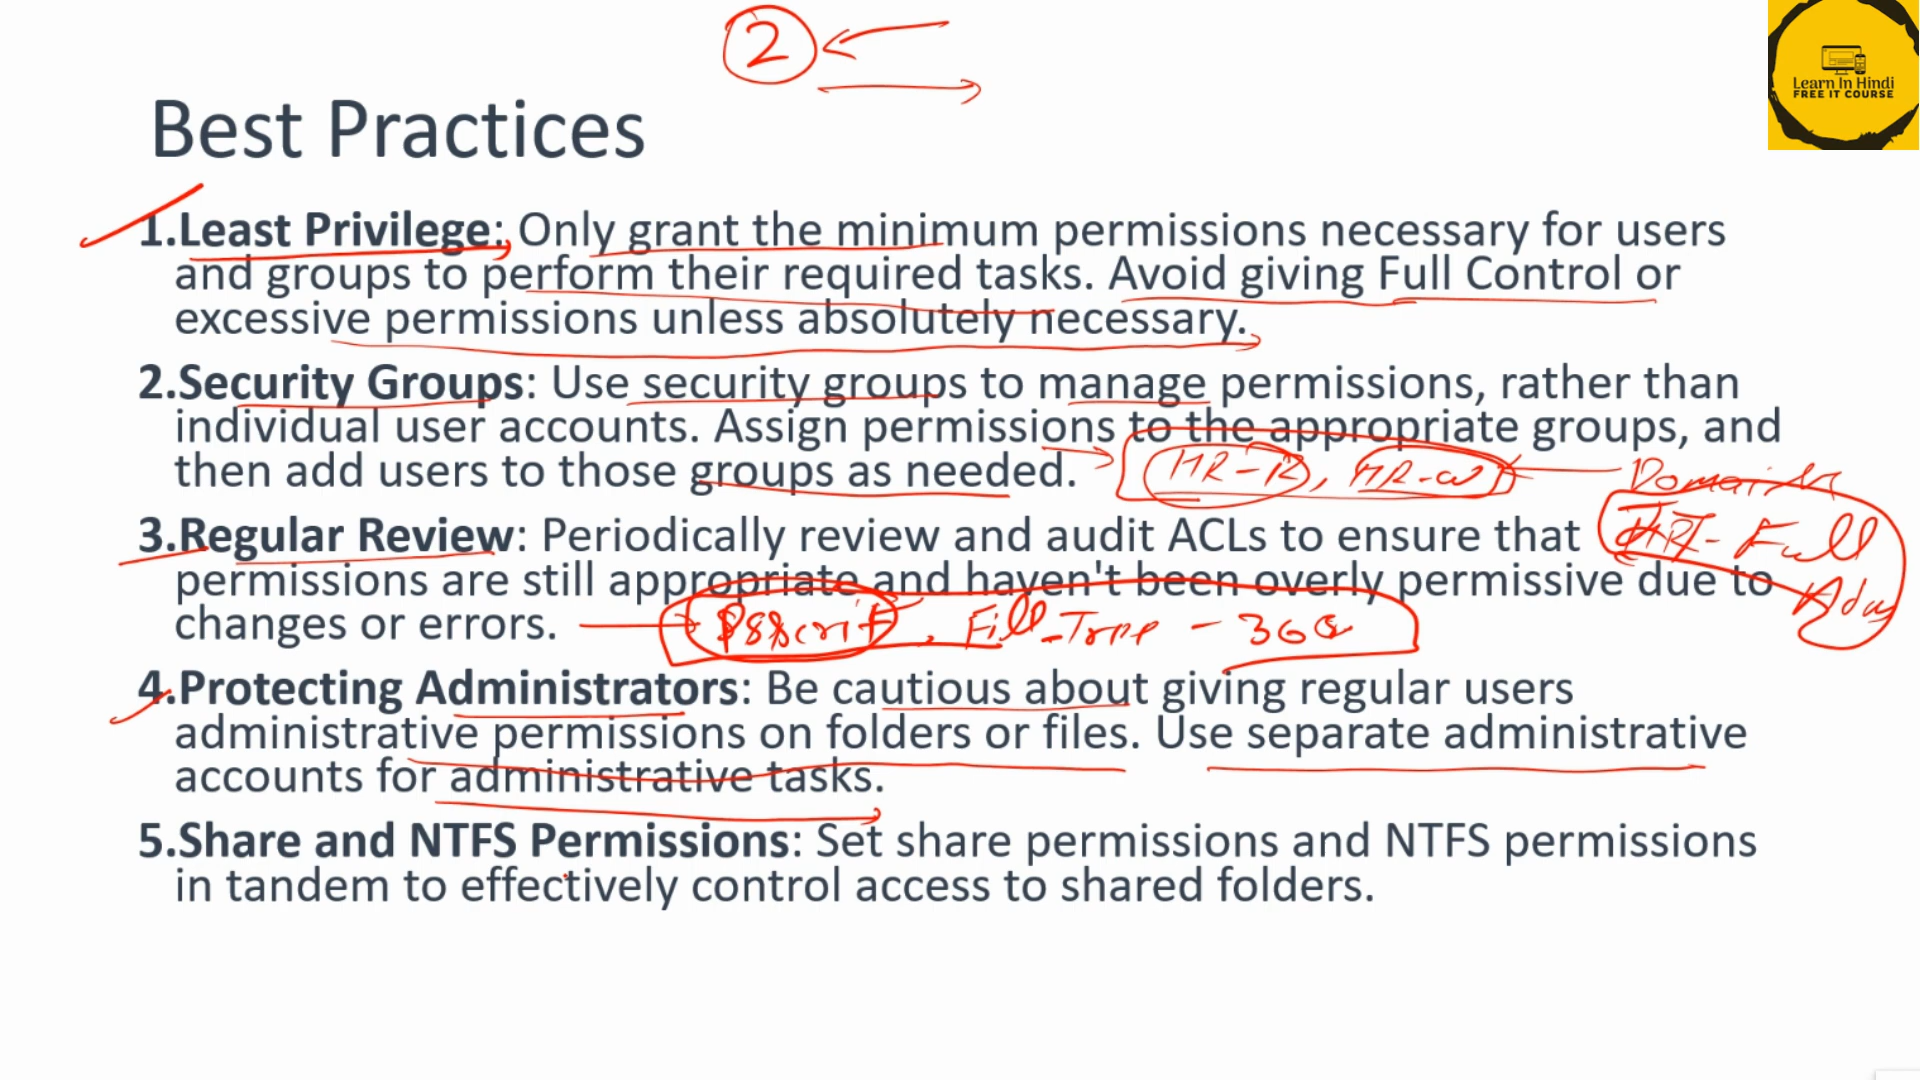 2
Learn In Hindi
FREE IT COURSE
Best Practices
1.Least Privilege: Only grant the minimum permissions necessary for users
and groups to perform their required tasks. Avoid giving Full Control or
excessive permissions unless absolutely necessary.
2.Security Groups: Use security groups to manage permissions, rather than
individual user accounts. Assign permissions to the appropriate groups, and
then add users to those groups as needed.
HR-R, HR-W
3.Regular Review: Periodically review and audit ACLs to ensure that
HR - Full
permissions are still appropriate and haven't been overly permissive due to
changes or errors.
4.Protecting Administrators: Be cautious about giving regular users
administrative permissions on folders or files. Use separate administrative
accounts for administrative tasks.
5.Share and NTFS Permissions: Set share permissions and NTFS permissions
in tandem to effectively control access to shared folders.